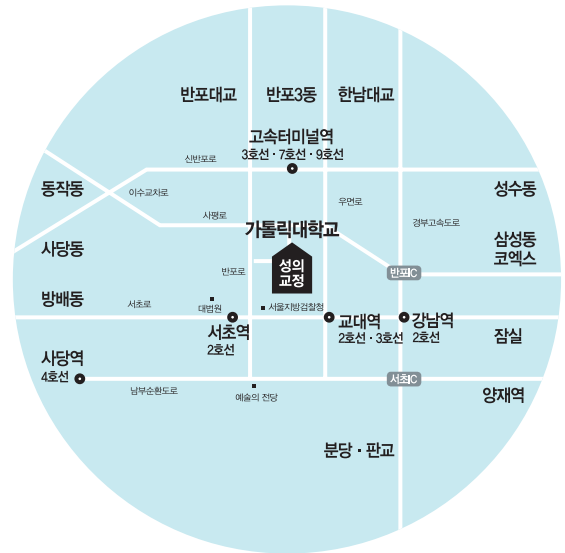 반포대교
반포3동
한남대교
고속터미널역
3호선 · 7호선 · 9호선
신반포로
동작동
이수교차로
성수동
우면로
사평로
경부고속도로
가톨릭대학교
사당동
삼성동
코엑스
성의
교정
반포로
반포IC
방배동
서초로
대법원
서울지방검찰청
서초역
2호선
교대역
2호선 · 3호선
강남역
2호선
잠실
사당역
4호선
남부순환도로
예술의 전당
서초IC
양재역
분당 · 판교